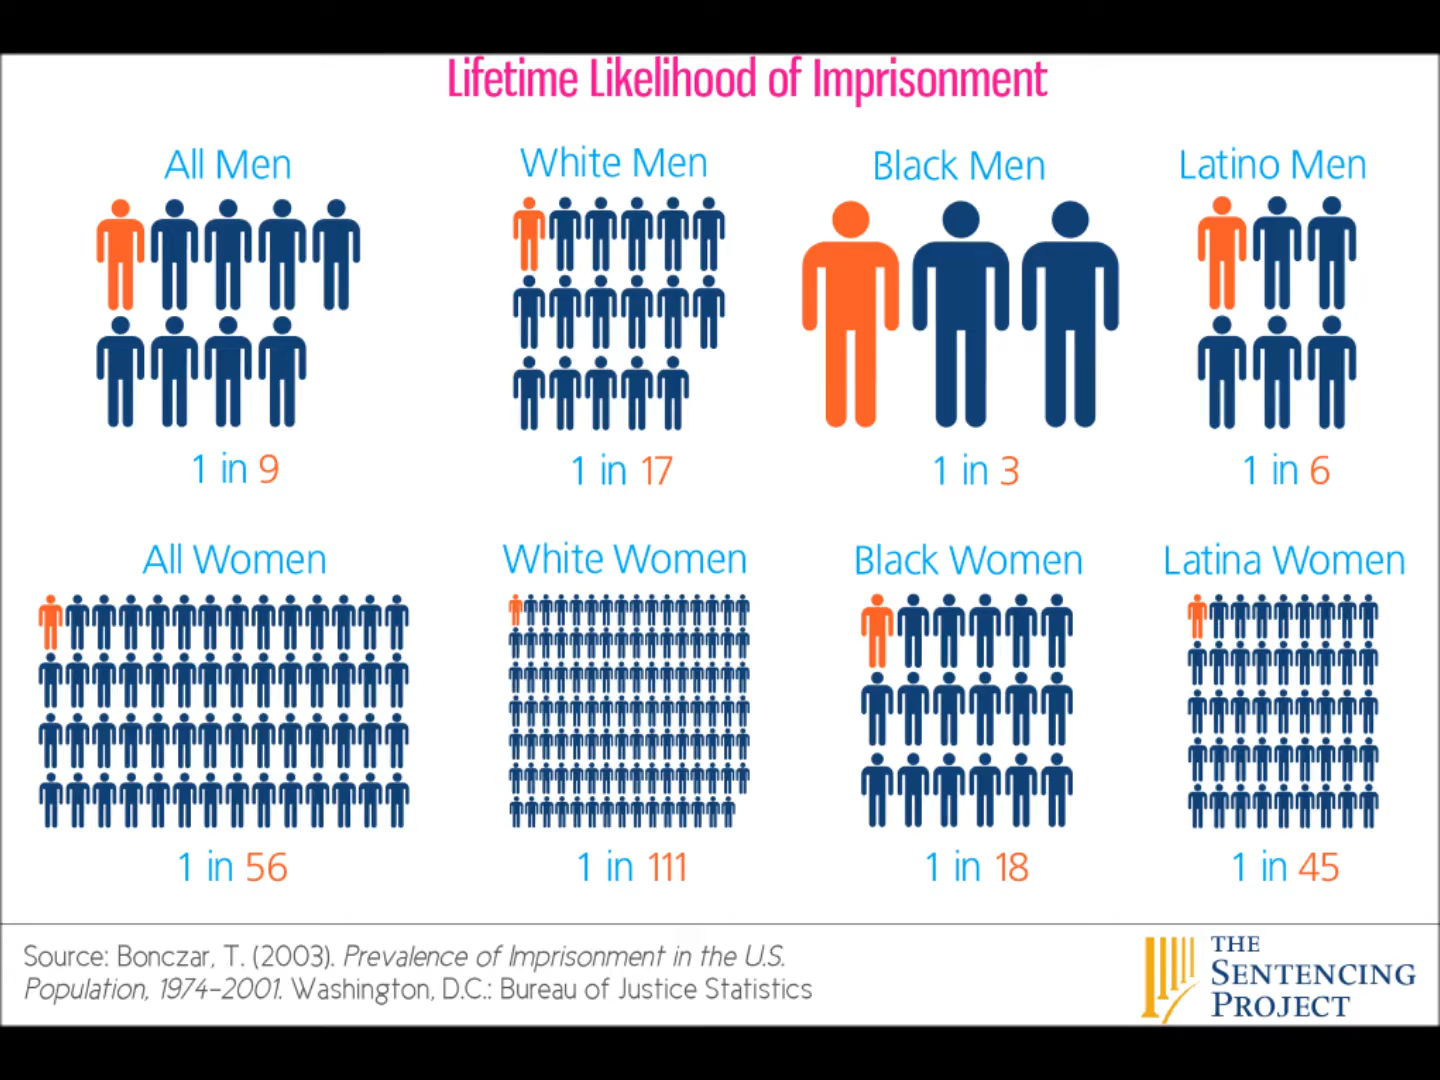 Lifetime Likelihood of Imprisonment
All Men
White Men
Black Men
Latino Men
1 in 9
1 in 17
1 in 3
1 in 6
All Women
White Women
Black Women
Latina Women
1 in 56
1 in 111
1 in 18
1 in 45
Source: Bonczar, T. (2003). Prevalence of Imprisonment in the U.S.
Population, 1974-2001. Washington, D.C.: Bureau of Justice Statistics
THE
SENTENCING
PROJECT